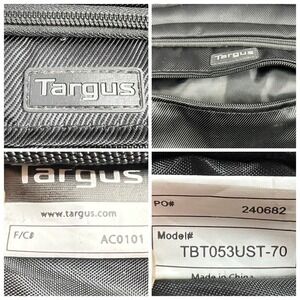 Targus
Targus
Targus
www.targus.com
F/C# AC0101
PO# 240682
Model#
TBT053UST-70
Made in China